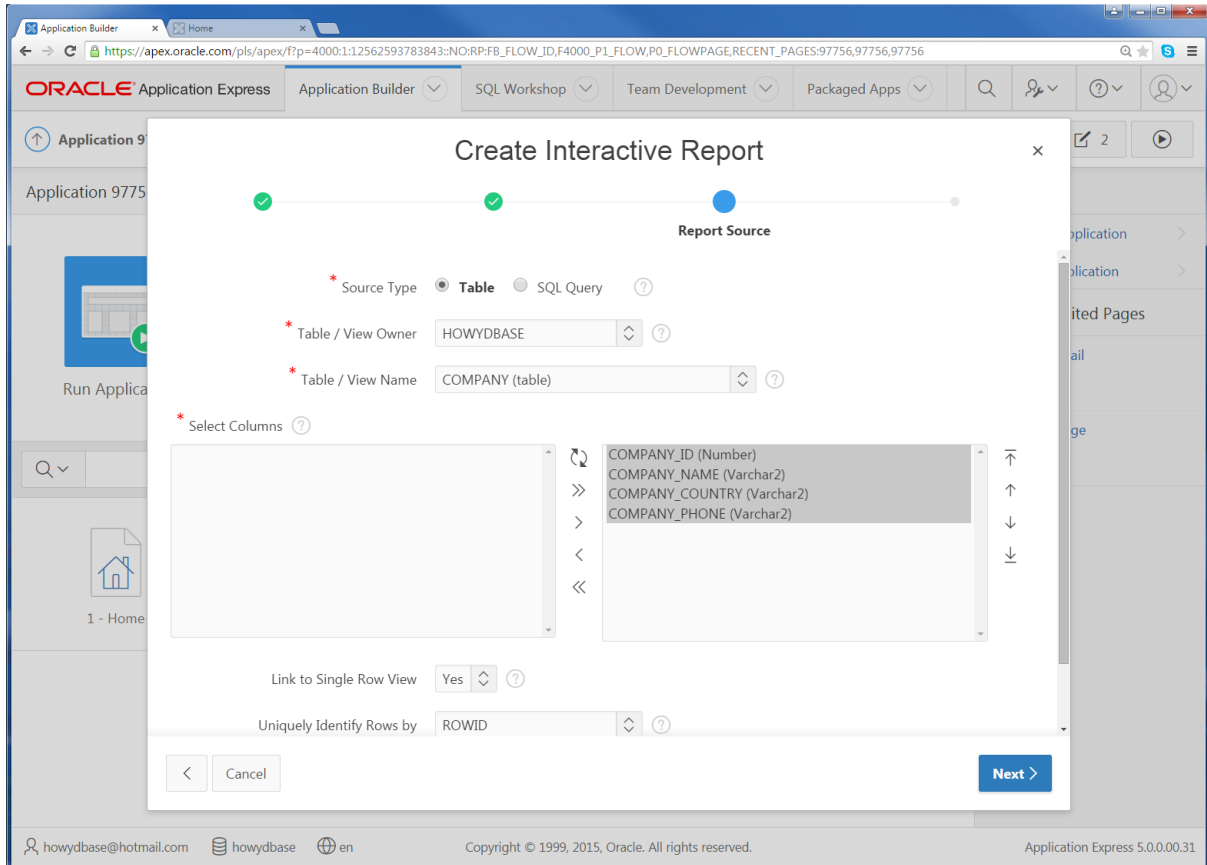 Application Builder
Home
https://apex.oracle.com/pls/apex/f?p=4000:1:12562593783843::NO:RP:FB_FLOW_ID,F4000_P1_FLOW,P0_FLOWPAGE,RECENT_PAGES:97756,97756,97756
ORACLE Application Express
Application Builder
SQL Workshop
Team Development
Packaged Apps
Application 9
Create Interactive Report
2
Application 9775
Report Source
pplication
plication
* Source Type Table SQL Query ?
ited Pages
* Table / View Owner HOWYDBASE ?
ail
* Table / View Name COMPANY (table) ?
Run Applica
* Select Columns ?
ge
COMPANY_ID (Number)
COMPANY_NAME (Varchar2)
COMPANY_COUNTRY (Varchar2)
COMPANY_PHONE (Varchar2)
1 - Home
Link to Single Row View Yes ?
Uniquely Identify Rows by ROWID ?
Cancel
Next >
howydbase@hotmail.com howydbase en Copyright © 1999, 2015, Oracle. All rights reserved. Application Express 5.0.0.00.31